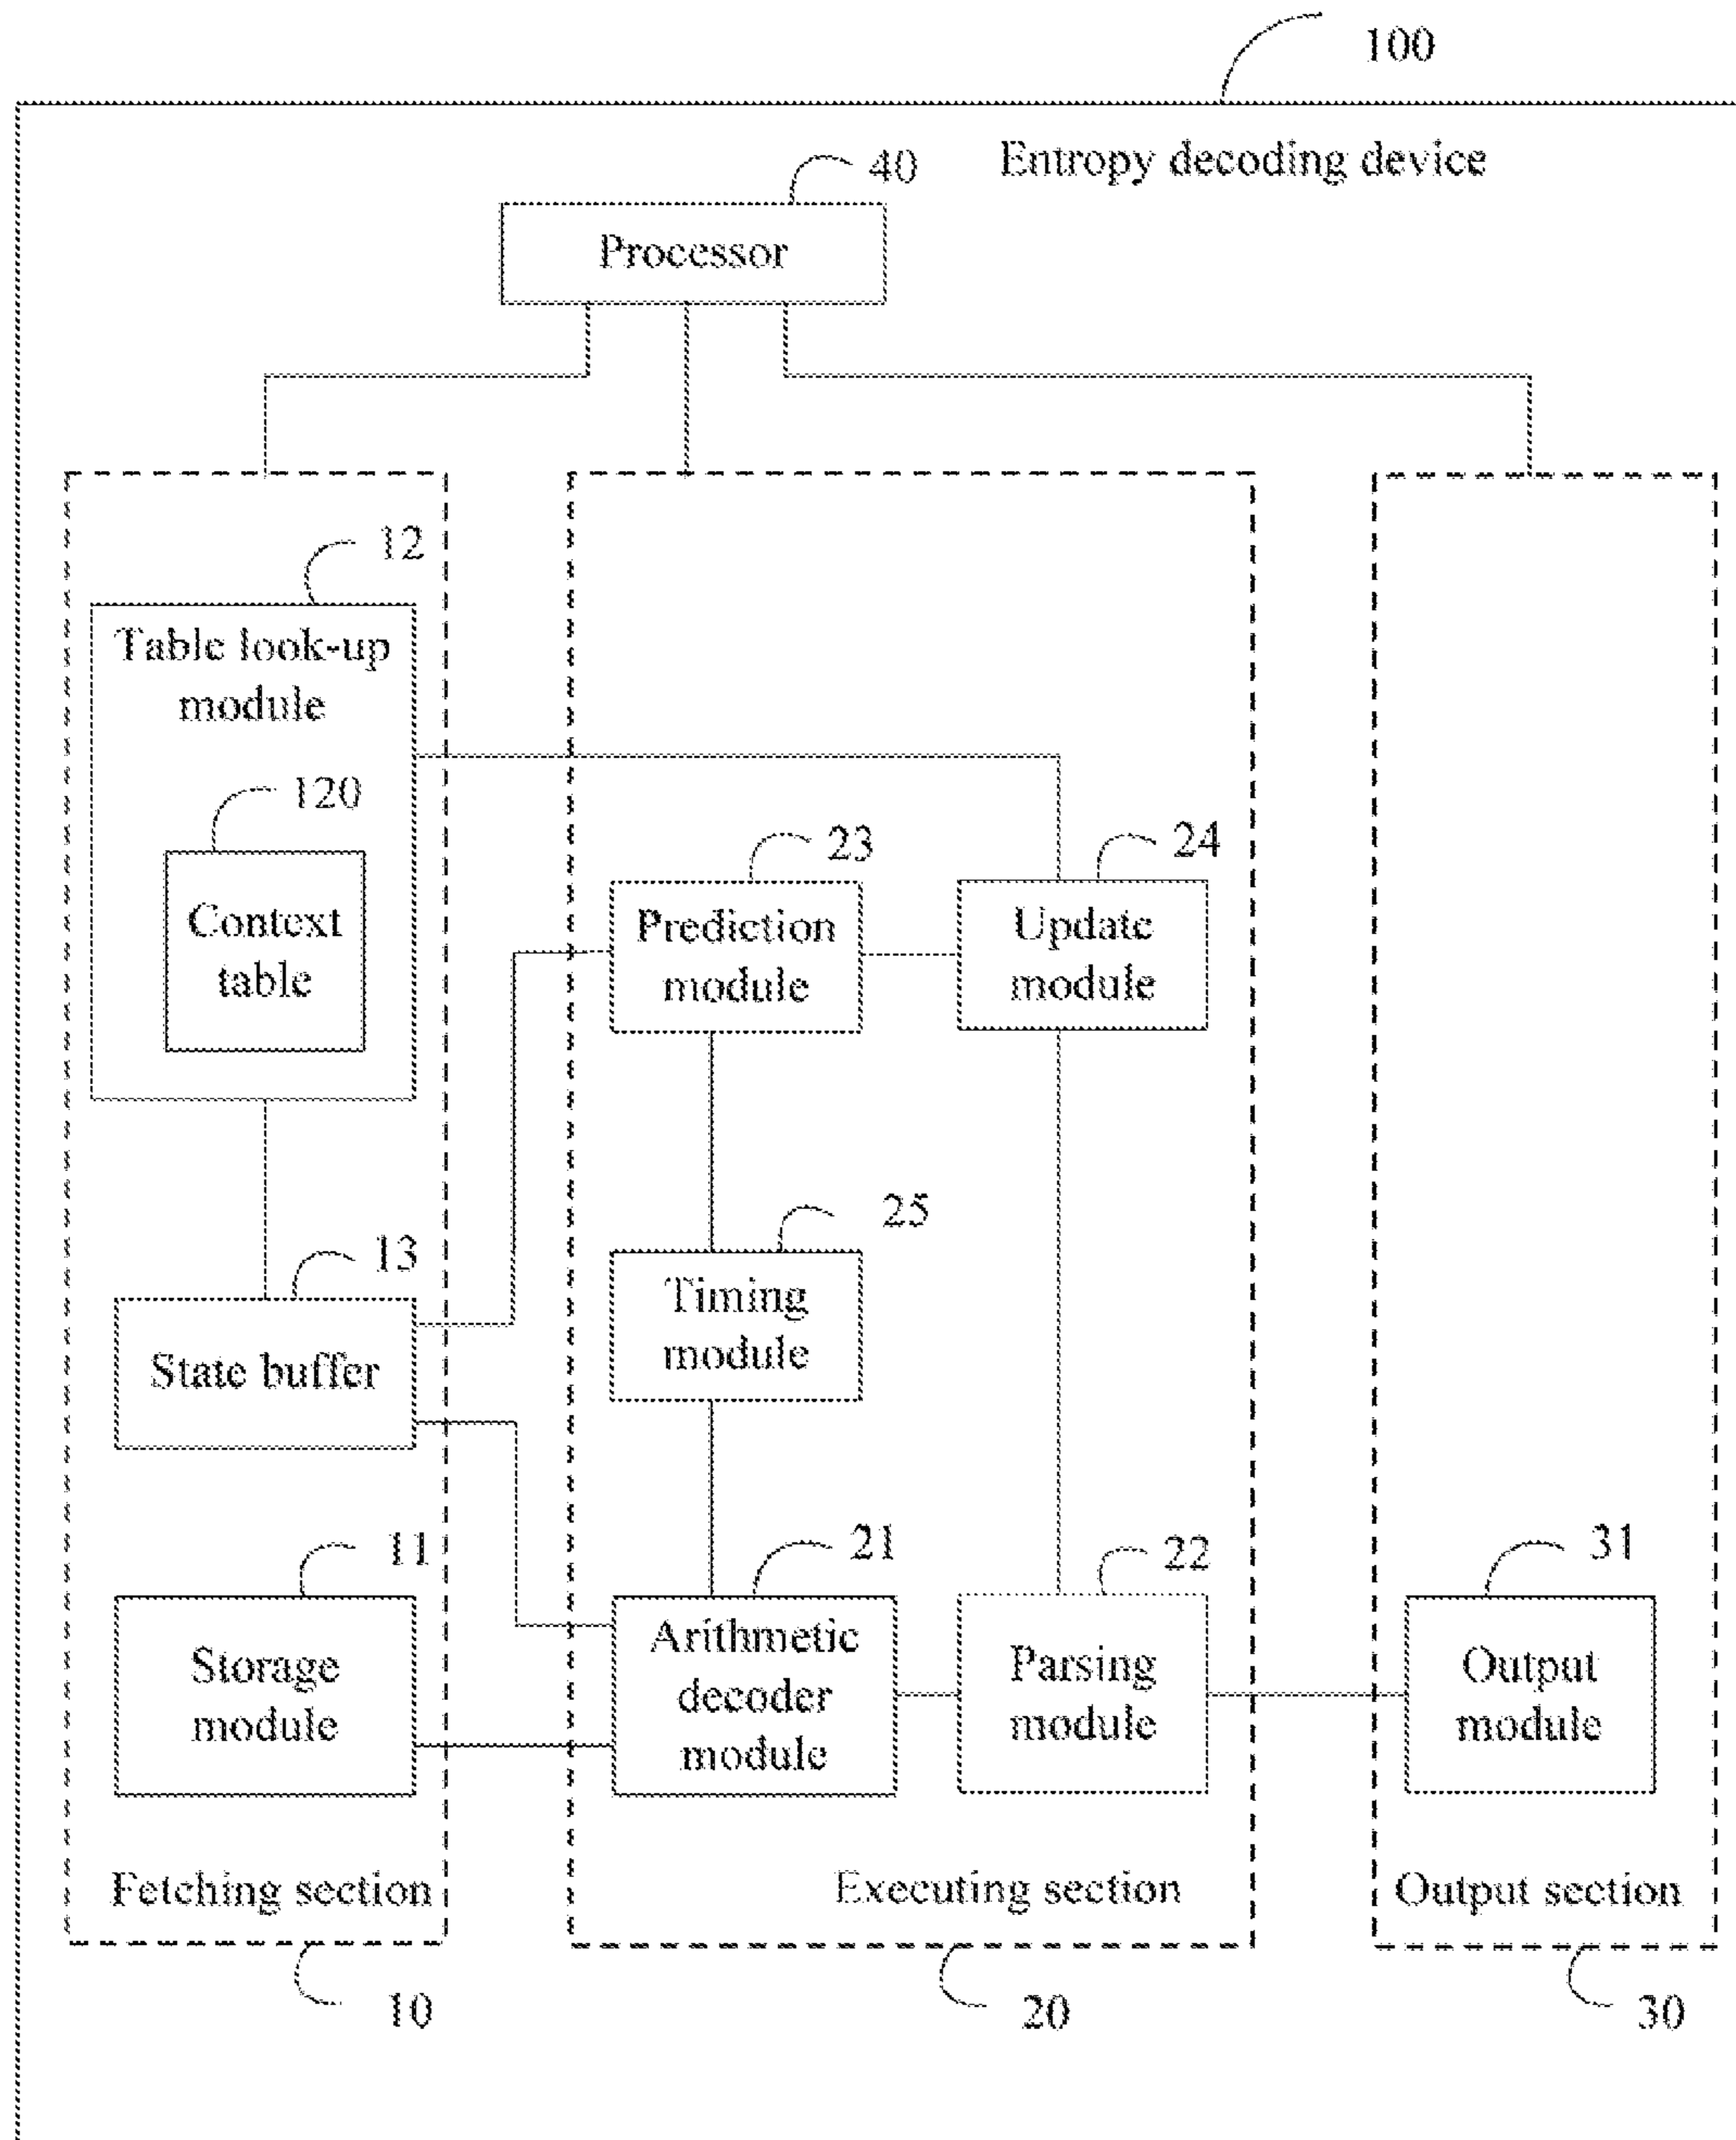 100
Entropy decoding device
40
Processor
12
Table look-up
module
120
Context
table
23
Prediction
module
24
Update
module
25
Timing
module
13
State buffer
11
Storage
module
21
Arithmetic
decoder
module
22
Parsing
module
31
Output
module
Fetching section
Executing section
Output section
10
20
30